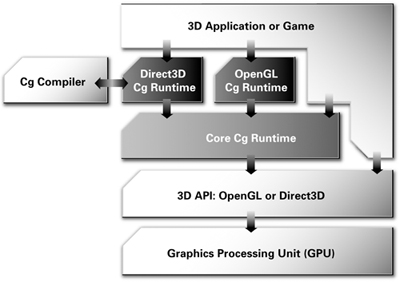 3D Application or Game
Direct3D
Cg Runtime
OpenGL
Cg Runtime
Cg Compiler
Core Cg Runtime
3D API: OpenGL or Direct3D
Graphics Processing Unit (GPU)